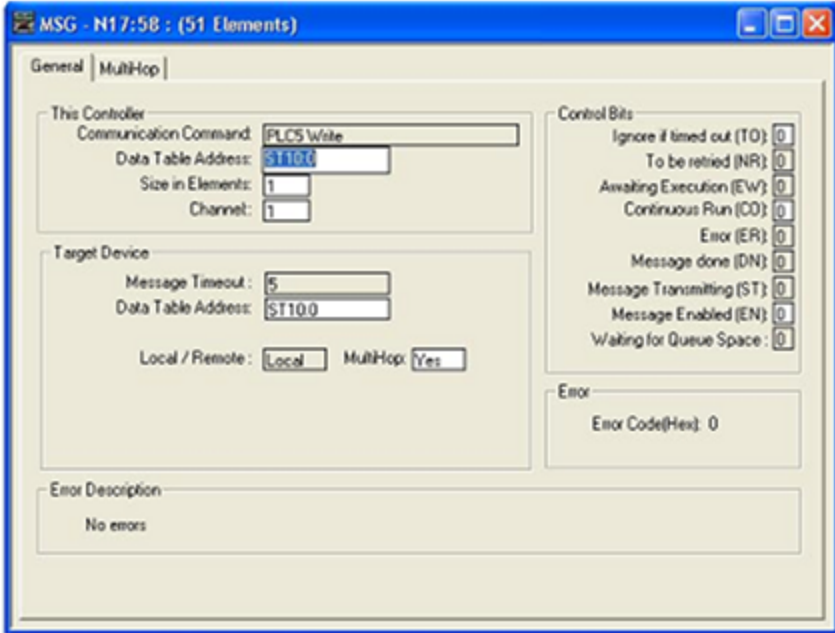 MSG - N17:58 : (51 Elements)
General MultiHop
This Controller
Communication Command: PLC5 Write
Data Table Address: ST10:0
Size in Elements: 1
Channel: 1
Target Device
Message Timeout : 5
Data Table Address: ST10:0
Local / Remote : Local MultiHop: Yes
Control Bits
Ignore if timed out (TO): 0
To be retried (NR): 0
Awaiting Execution (EW): 0
Continuous Run (CO): 0
Error (ER): 0
Message done (DN): 0
Message Transmitting (ST): 0
Message Enabled (EN): 0
Waiting for Queue Space : 0
Error
Error Code(Hex): 0
Error Description
No errors